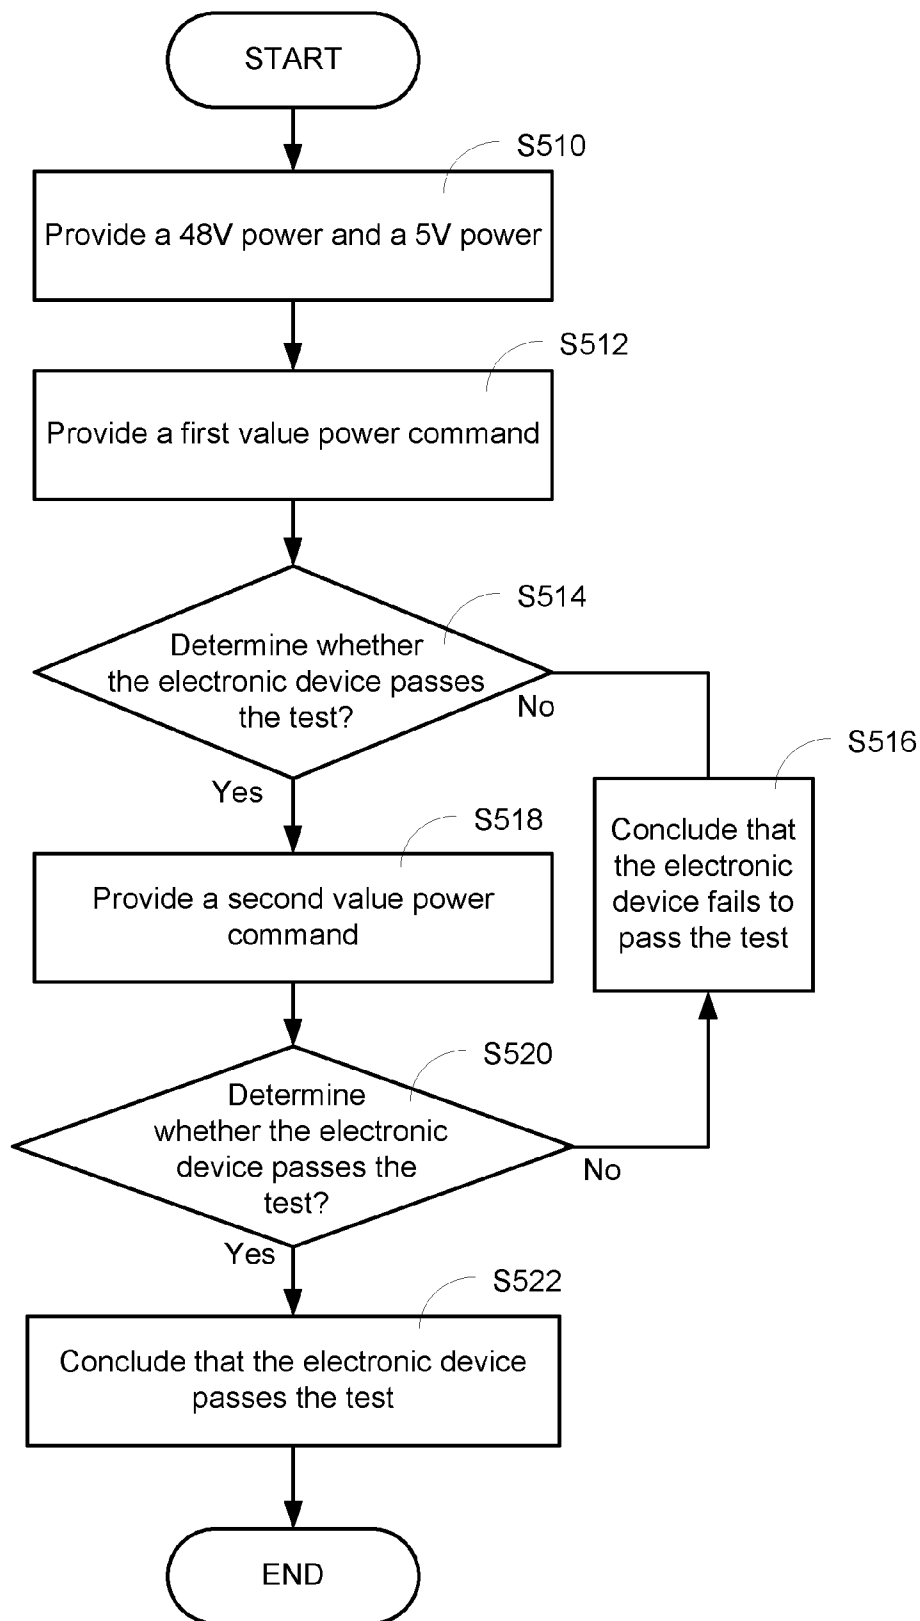 START
S510
Provide a 48V power and a 5V power
S512
Provide a first value power command
S514
Determine whether
the electronic device passes
the test?
No
Yes
S516
Conclude that
the electronic
device fails to
pass the test
S518
Provide a second value power
command
S520
Determine
whether the electronic
device passes the
test?
No
Yes
S522
Conclude that the electronic device
passes the test
END